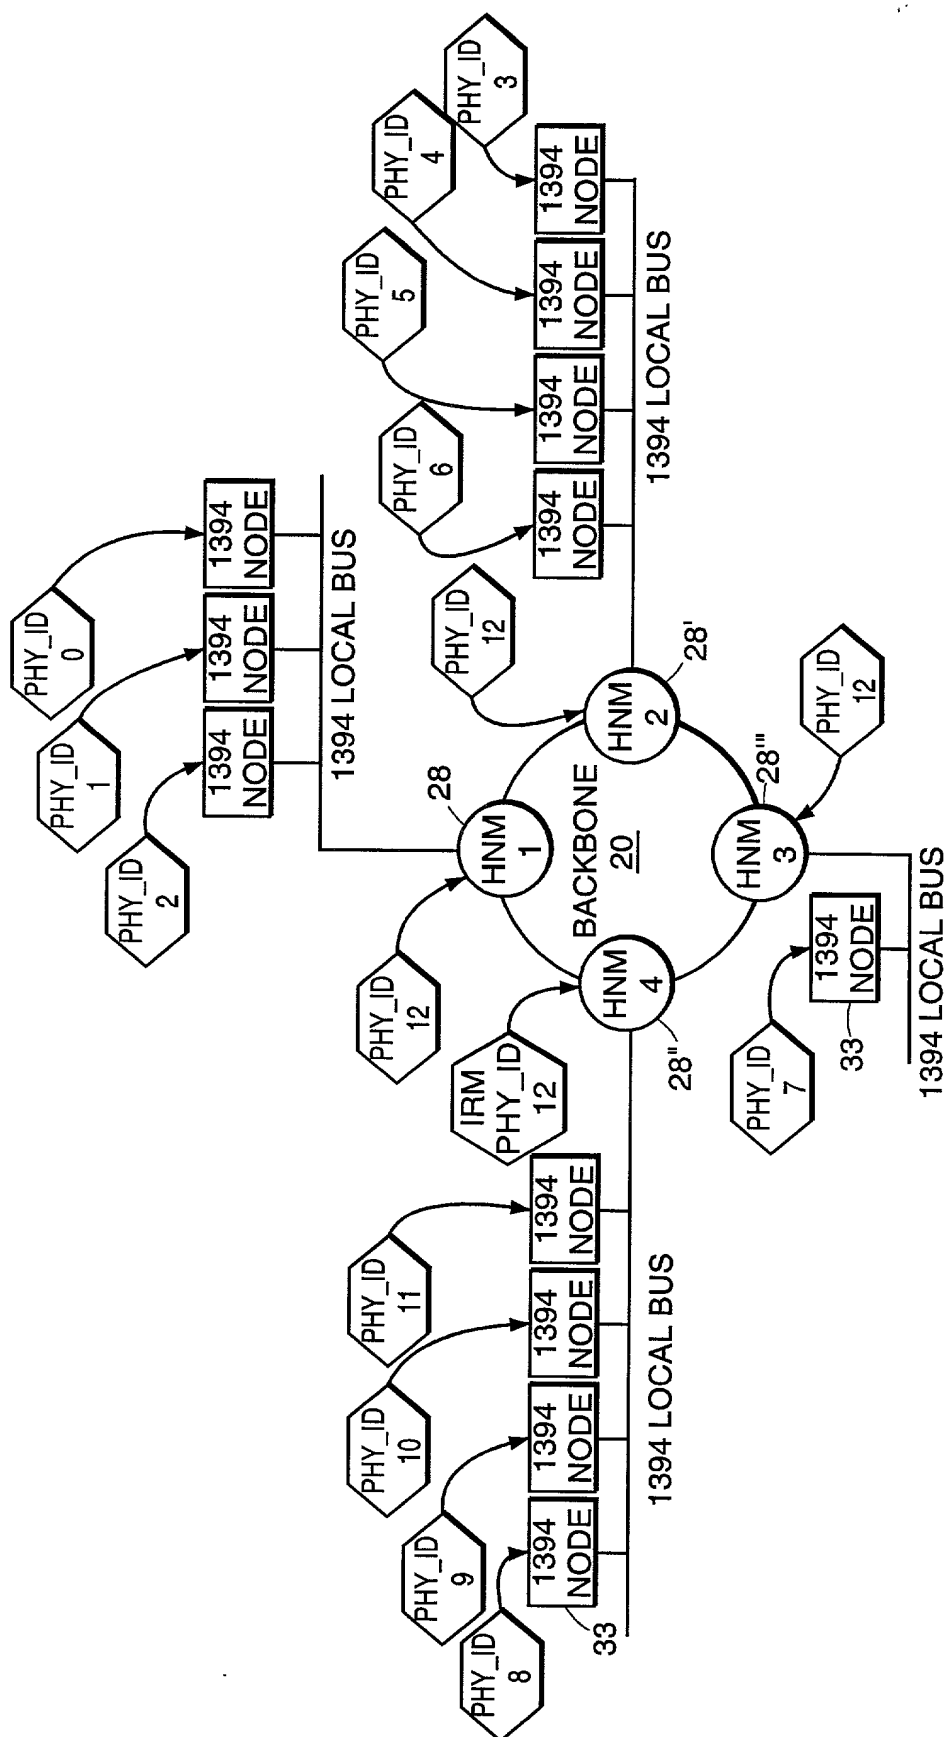 PHY_ID
0
PHY_ID
1
PHY_ID
2
1394
NODE
1394
NODE
1394
NODE
1394 LOCAL BUS
PHY_ID
3
PHY_ID
4
PHY_ID
5
PHY_ID
6
1394
NODE
1394
NODE
1394
NODE
1394
NODE
1394 LOCAL BUS
PHY_ID
12
HNM
1
28
PHY_ID
12
HNM
2
28'
BACKBONE
20
IRM
PHY_ID
12
HNM
4
28"
PHY_ID
12
HNM
3
28'''
PHY_ID
7
1394
NODE
33
1394 LOCAL BUS
PHY_ID
11
PHY_ID
10
PHY_ID
9
PHY_ID
8
1394
NODE
1394
NODE
1394
NODE
1394
NODE
33
1394 LOCAL BUS